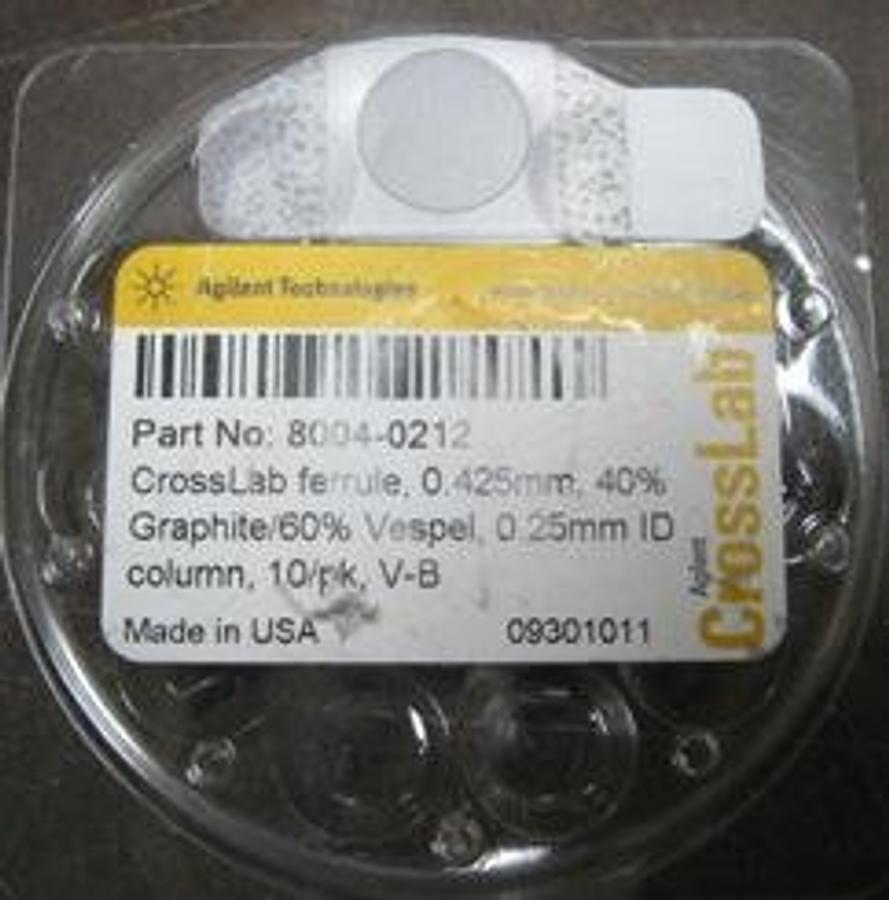 Agilent Technologies
Part No: 8004-0212
CrossLab ferrule, 0.425mm, 40%
Graphite/60% Vespel, 0.25mm ID
column, 10/pk, V-B
Made in USA 09301011
Agilent
CrossLab